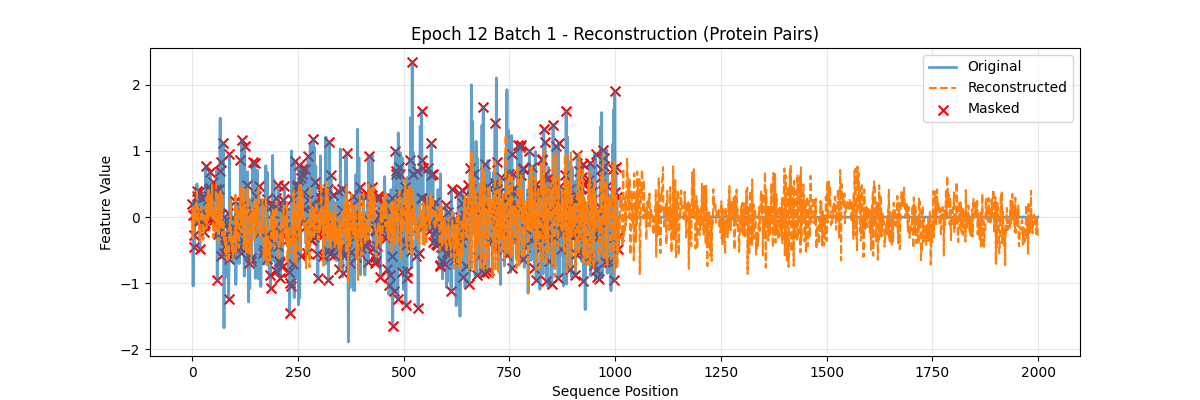 Epoch 12 Batch 1 - Reconstruction (Protein Pairs)
Original
Reconstructed
Masked
Feature Value
2
1
0
−1
−2
0 250 500 750 1000 1250 1500 1750 2000
Sequence Position